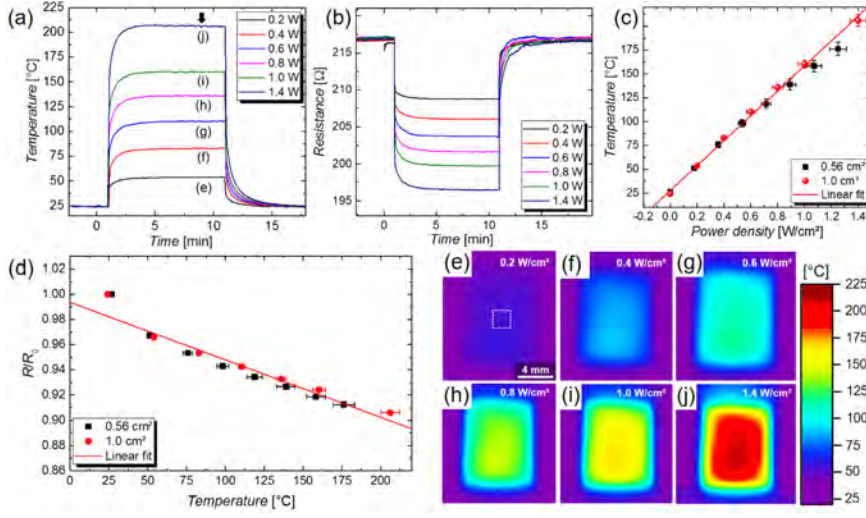 (a)
Temperature [°C]
225
200
175
150
125
100
75
50
25
0
(j)
(i)
(h)
(g)
(f)
(e)
0.2 W
0.4 W
0.6 W
0.8 W
1.0 W
1.4 W
0
5
10
15
Time [min]
(b)
Resistance [Ω]
215
210
205
200
195
0.2 W
0.4 W
0.6 W
0.8 W
1.0 W
1.4 W
0
5
10
15
Time [min]
(c)
Temperature [°C]
200
175
150
125
100
75
50
25
0.56 cm²
1.0 cm²
Linear fit
-0.2 0.0 0.2 0.4 0.6 0.8 1.0 1.2 1.4
Power density [W/cm²]
(d)
R/R₀
1.00
0.98
0.96
0.94
0.92
0.90
0.88
0.86
0.56 cm²
1.0 cm²
Linear fit
0 25 50 75 100 125 150 175 200
Temperature [°C]
(e) 0.2 W/cm²
4 mm
(f) 0.4 W/cm²
(g) 0.6 W/cm²
(h) 0.8 W/cm²
(i) 1.0 W/cm²
(j) 1.4 W/cm²
[°C]
225
200
175
150
125
100
75
50
25